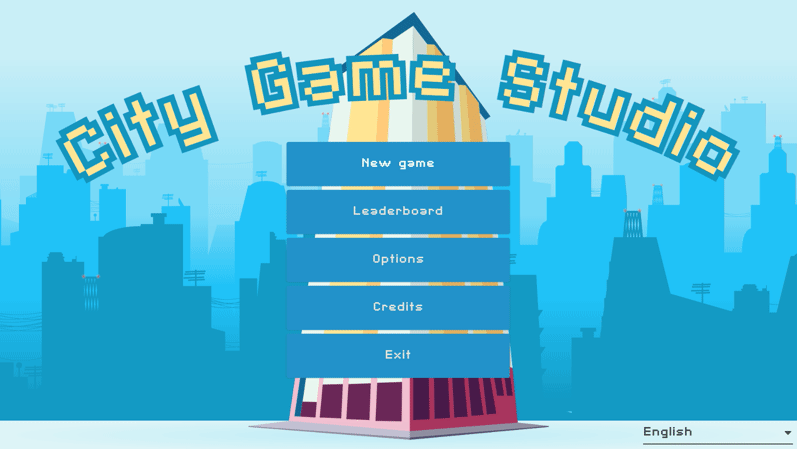 City Game Studio
New game
Leaderboard
Options
Credits
Exit
English